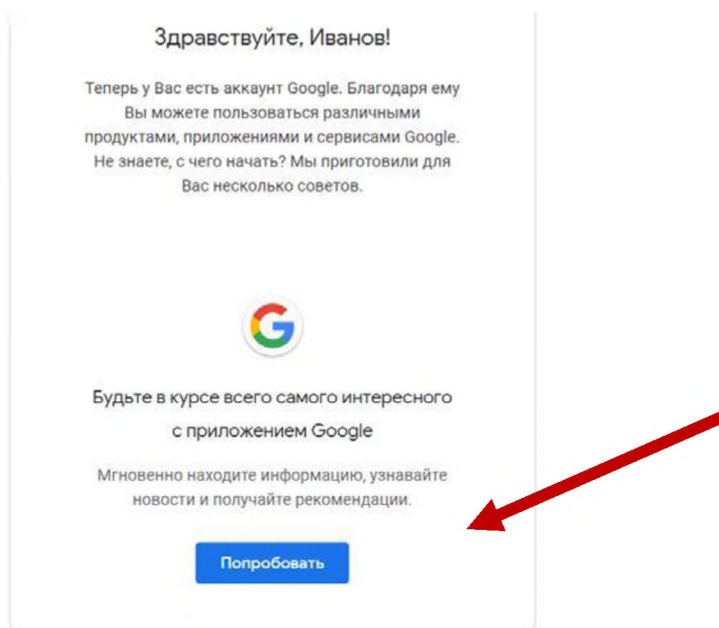 Здравствуйте, Иванов!
Теперь у Вас есть аккаунт Google. Благодаря ему
Вы можете пользоваться различными
продуктами, приложениями и сервисами Google.
Не знаете, с чего начать? Мы приготовили для
Вас несколько советов.
Будьте в курсе всего самого интересного
с приложением Google
Мгновенно находите информацию, узнавайте
новости и получайте рекомендации.
Попробовать